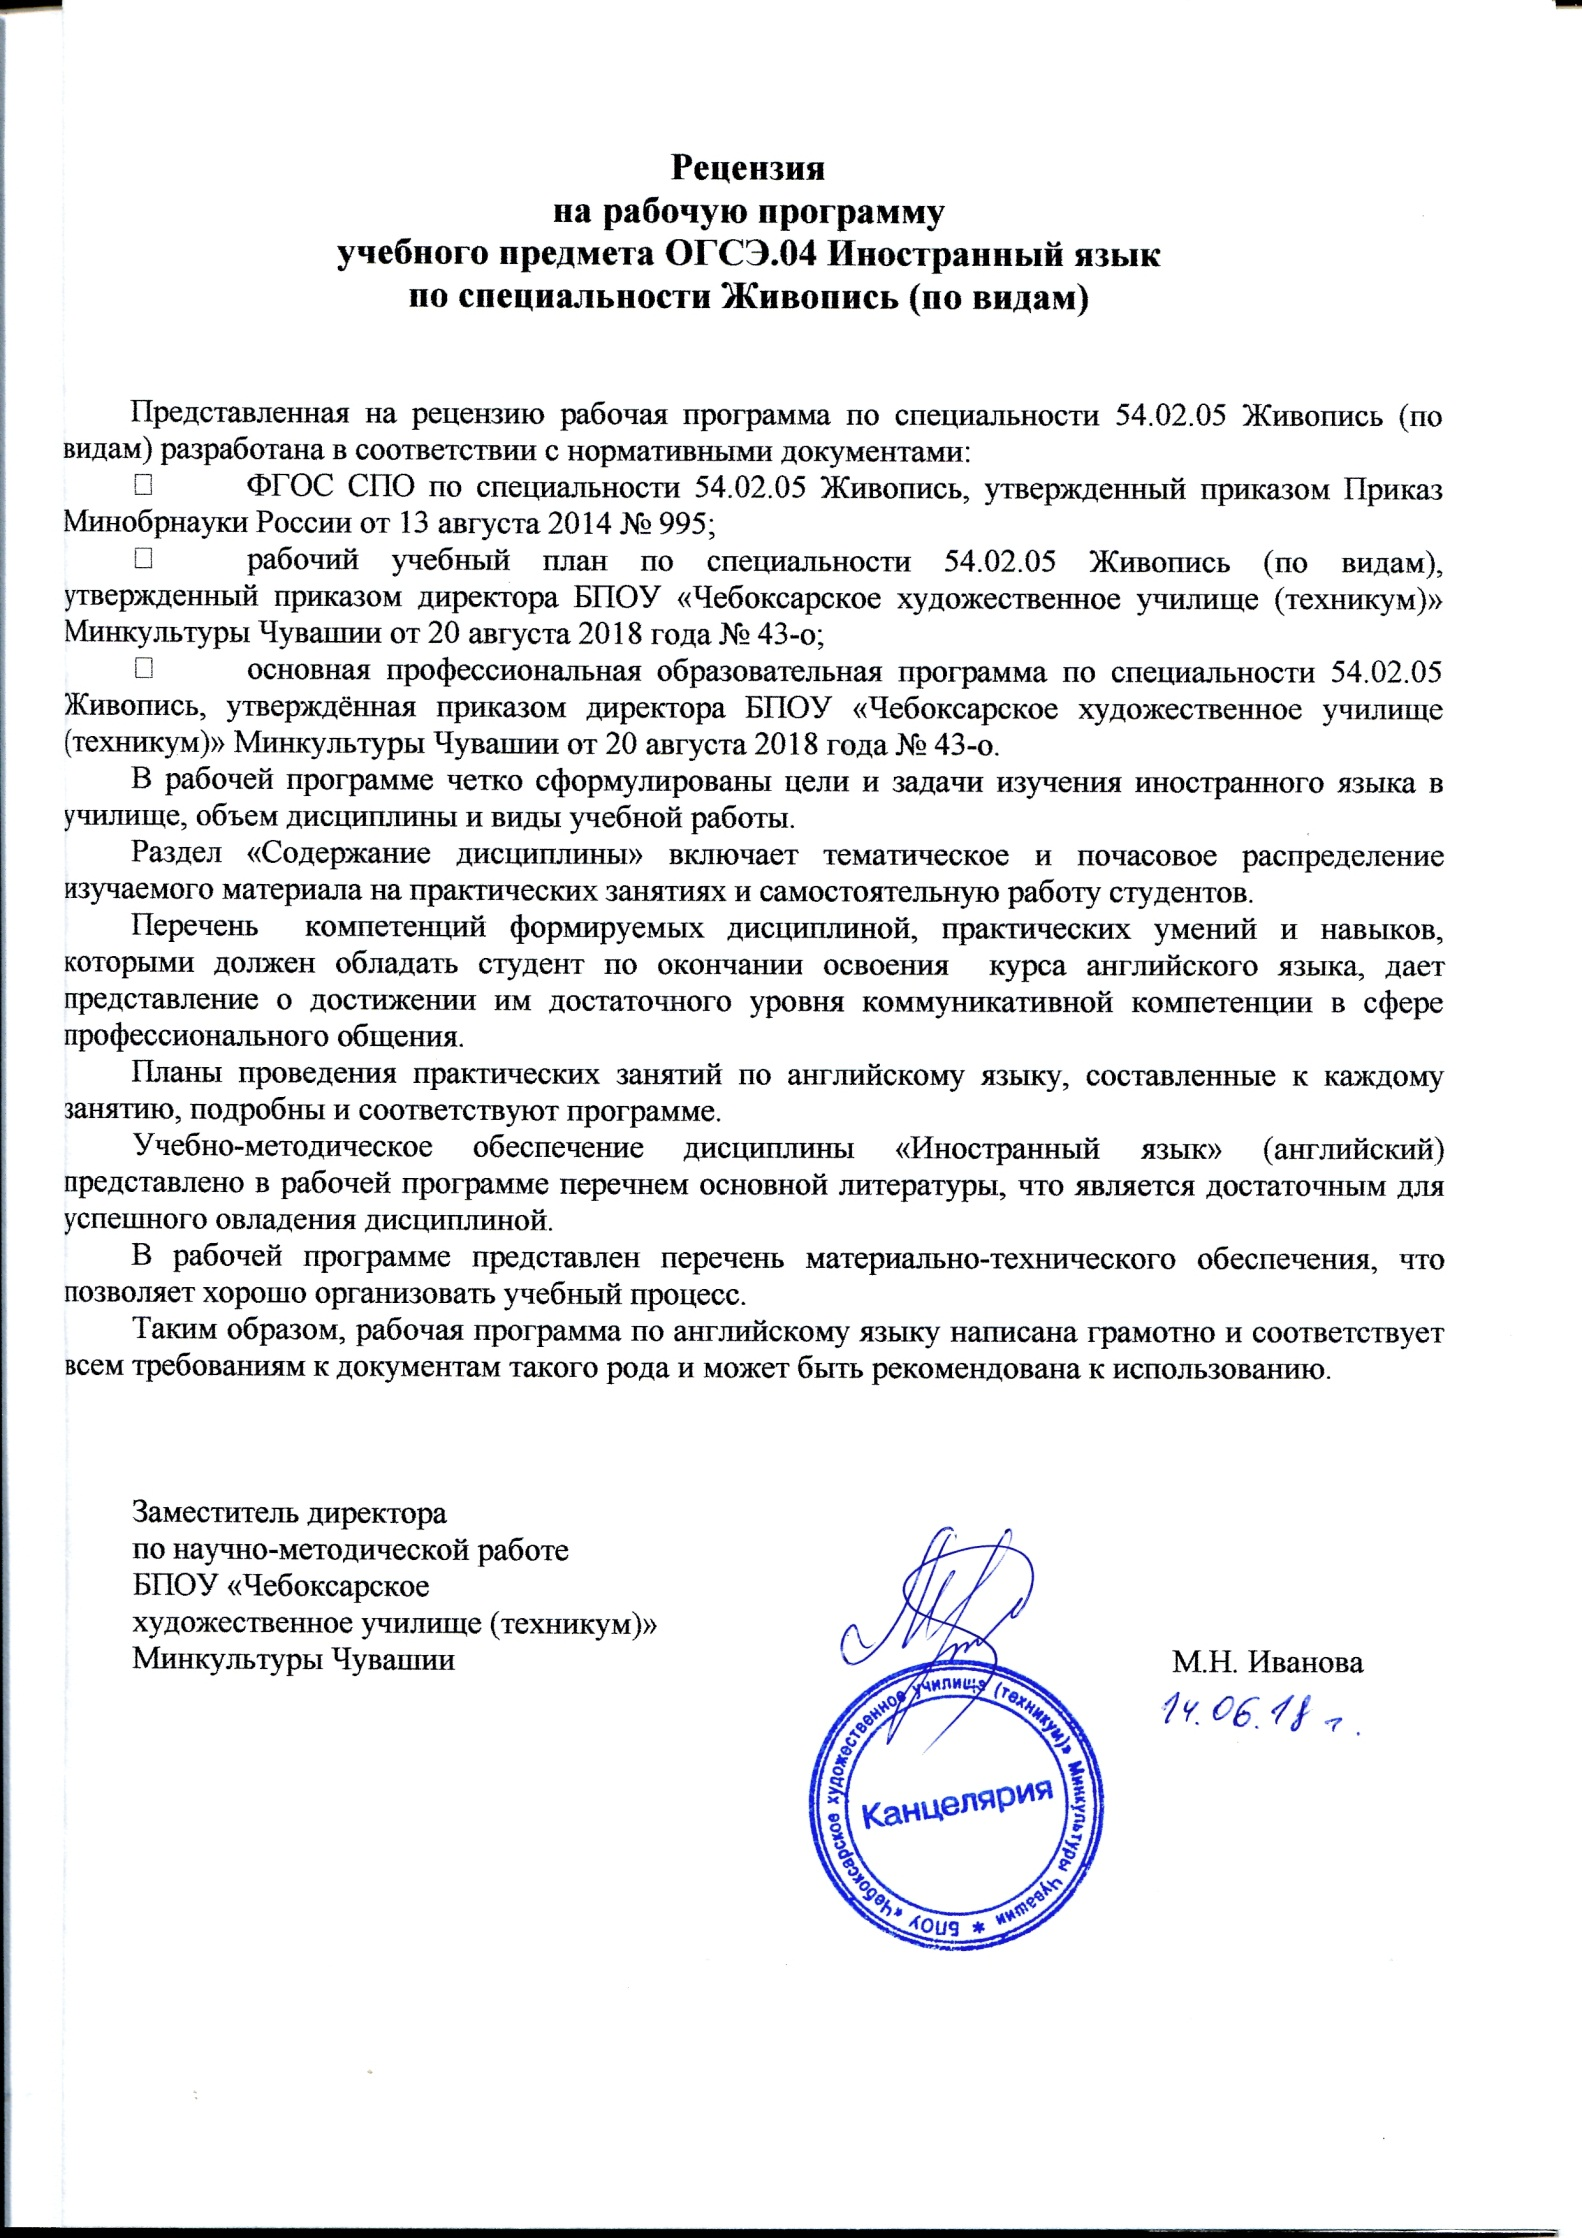 Рецензия
на рабочую программу
учебного предмета ОГСЭ.04 Иностранный язык
по специальности Живопись (по видам)
Представленная на рецензию рабочая программа по специальности 54.02.05 Живопись (по
видам) разработана в соответствии с нормативными документами:
ФГОС СПО по специальности 54.02.05 Живопись, утвержденный приказом Приказ
Минобрнауки России от 13 августа 2014 № 995;
рабочий учебный план по специальности 54.02.05 Живопись (по видам),
утвержденный приказом директора БПОУ «Чебоксарское художественное училище (техникум)»
Минкультуры Чувашии от 20 августа 2018 года № 43-о;
основная профессиональная образовательная программа по специальности 54.02.05
Живопись, утверждённая приказом директора БПОУ «Чебоксарское художественное училище
(техникум)» Минкультуры Чувашии от 20 августа 2018 года № 43-о.
В рабочей программе четко сформулированы цели и задачи изучения иностранного языка в
училище, объем дисциплины и виды учебной работы.
Раздел «Содержание дисциплины» включает тематическое и почасовое распределение
изучаемого материала на практических занятиях и самостоятельную работу студентов.
Перечень компетенций формируемых дисциплиной, практических умений и навыков,
которыми должен обладать студент по окончании освоения курса английского языка, дает
представление о достижении им достаточного уровня коммуникативной компетенции в сфере
профессионального общения.
Планы проведения практических занятий по английскому языку, составленные к каждому
занятию, подробны и соответствуют программе.
Учебно-методическое обеспечение дисциплины «Иностранный язык» (английский)
представлено в рабочей программе перечнем основной литературы, что является достаточным для
успешного овладения дисциплиной.
В рабочей программе представлен перечень материально-технического обеспечения, что
позволяет хорошо организовать учебный процесс.
Таким образом, рабочая программа по английскому языку написана грамотно и соответствует
всем требованиям к документам такого рода и может быть рекомендована к использованию.
Заместитель директора
по научно-методической работе
БПОУ «Чебоксарское
художественное училище (техникум)»
Минкультуры Чувашии
М.Н. Иванова
14.06.18 г.
БПОУ «Чебоксарское художественное училище (техникум)» Минкультуры Чувашии *
Канцелярия